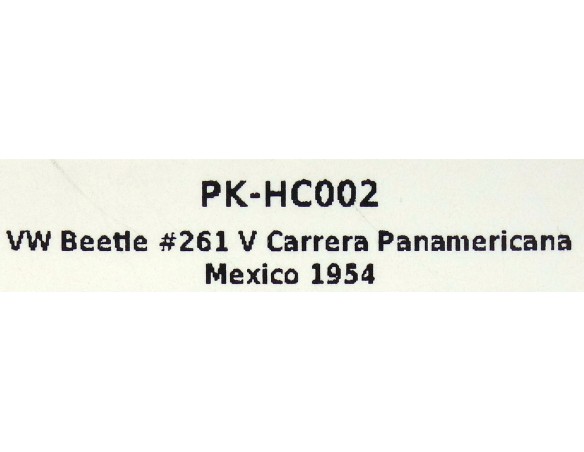 PK-HC002
VW Beetle #261 V Carrera Panamericana
Mexico 1954